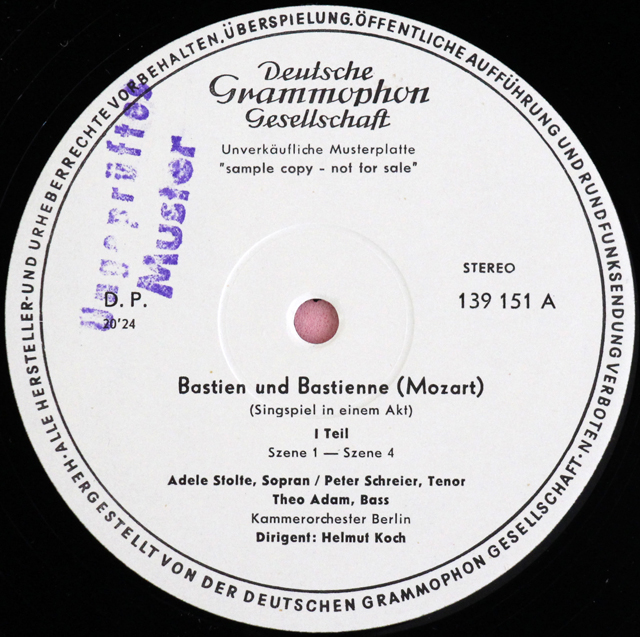 ·ALLE HERSTELLER-UND URHEBERRECHTE VORBEHALTEN.ÜBERSPIELUNG.ÖFFENTLICHE AUFFÜHRUNG UND RUNDFUNKSENDUNG VERBOTEN·
Deutsche
Grammophon
Gesellschaft
Unverkäufliche Musterplatte
"sample copy - not for sale"
Ungeprüftes
Muster
STEREO
D. P.
139 151 A
20'24
Bastien und Bastienne (Mozart)
(Singspiel in einem Akt)
I Teil
Szene 1 — Szene 4
Adele Stolte, Sopran / Peter Schreier, Tenor
Theo Adam, Bass
Kammerorchester Berlin
Dirigent: Helmut Koch
HERGESTELLT VON DER DEUTSCHEN GRAMMOPHON GESELLSCHAFT·